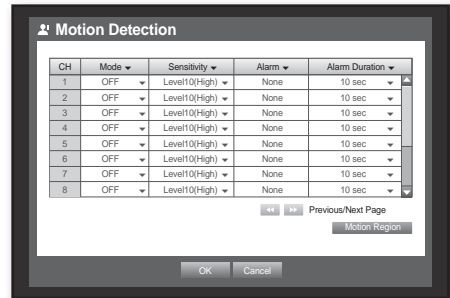 Motion Detection
CH Mode Sensitivity Alarm Alarm Duration
1 OFF Level10(High) None 10 sec
2 OFF Level10(High) None 10 sec
3 OFF Level10(High) None 10 sec
4 OFF Level10(High) None 10 sec
5 OFF Level10(High) None 10 sec
6 OFF Level10(High) None 10 sec
7 OFF Level10(High) None 10 sec
8 OFF Level10(High) None 10 sec
Previous/Next Page
Motion Region
OK Cancel